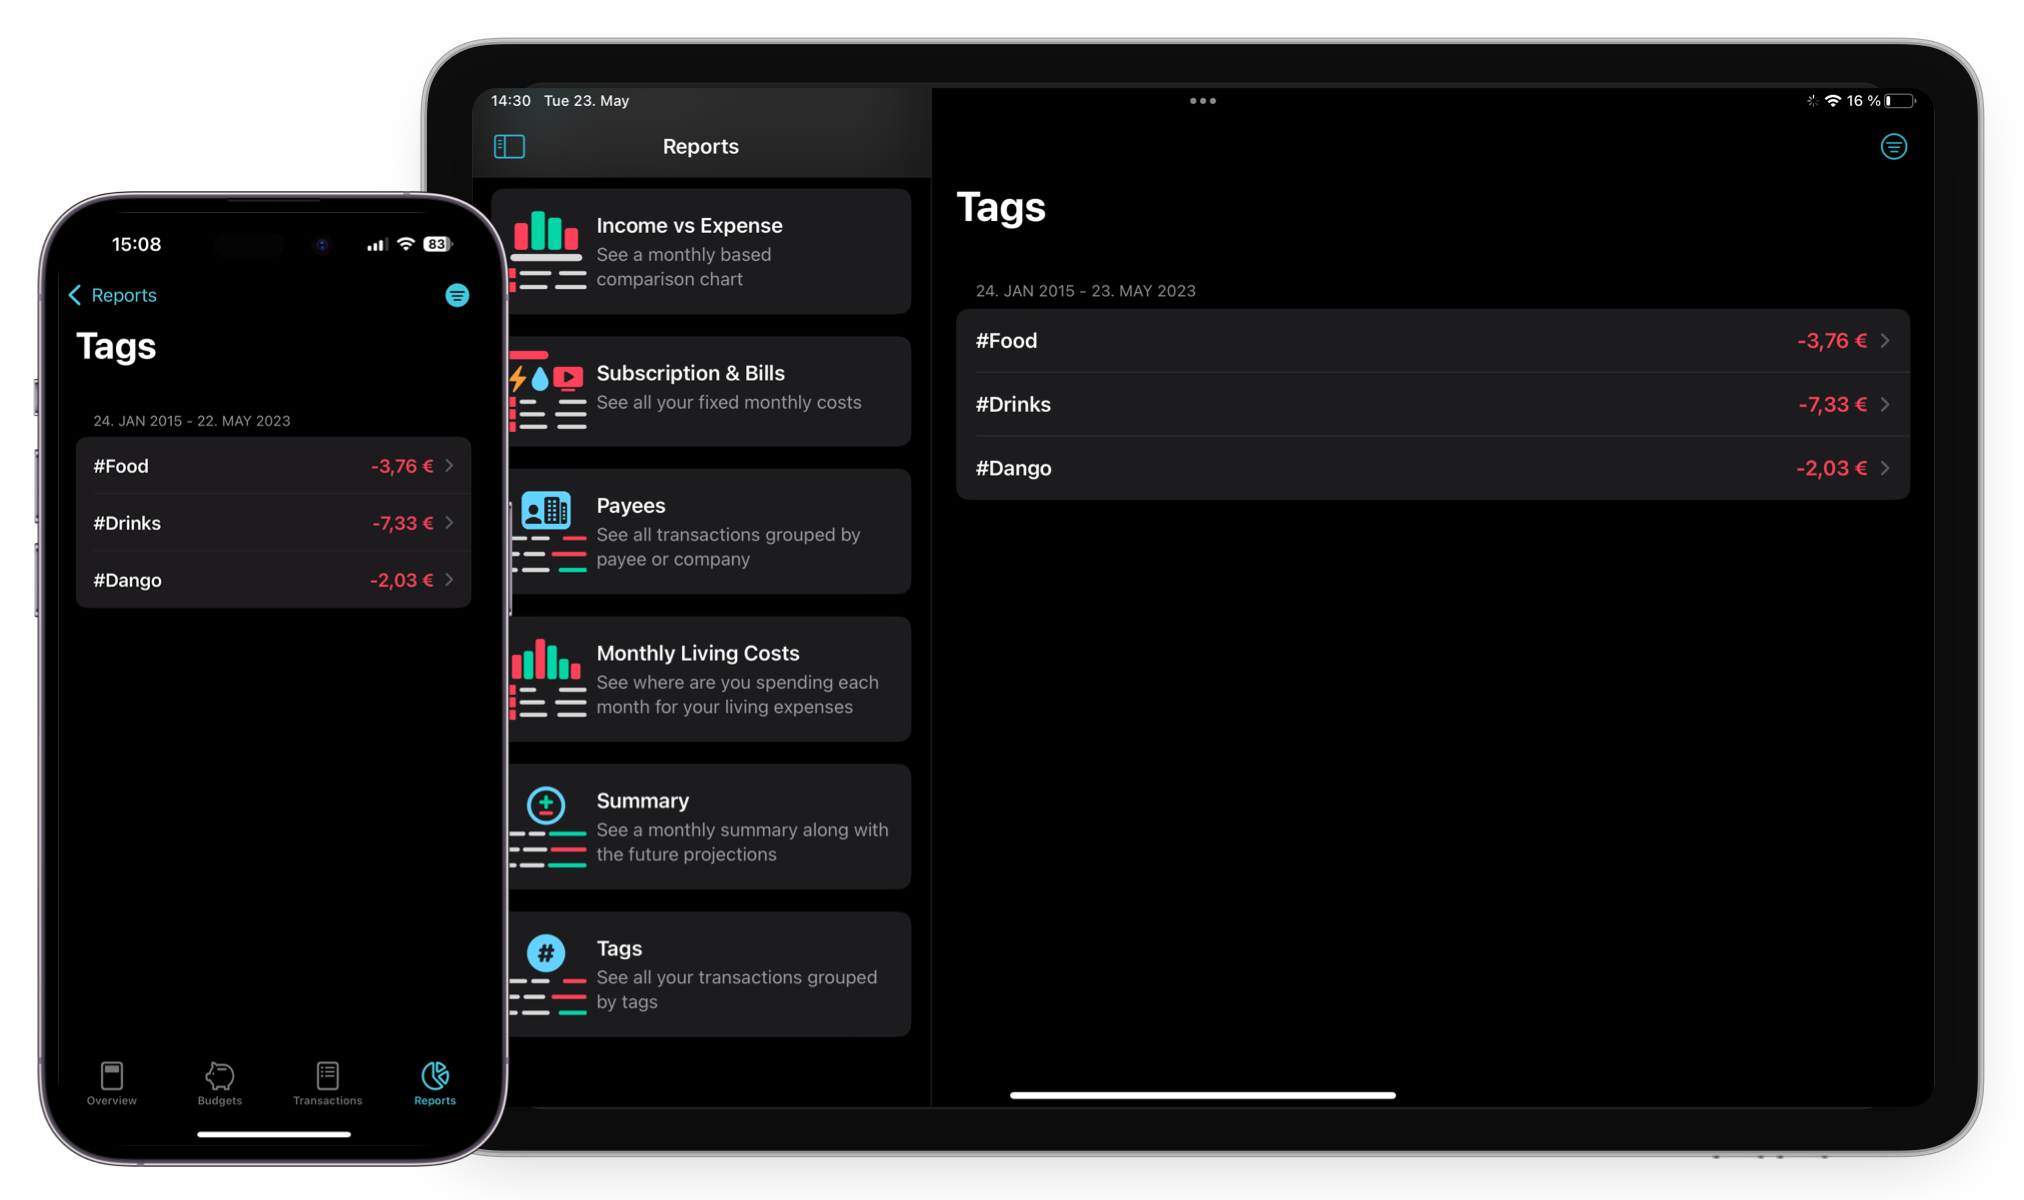 15:08
83
Reports
Tags
24. JAN 2015 - 22. MAY 2023
#Food -3,76 €
#Drinks -7,33 €
#Dango -2,03 €
Overview Budgets Transactions Reports
14:30 Tue 23. May
16 %
Reports
Income vs Expense
See a monthly based
comparison chart
Subscription & Bills
See all your fixed monthly costs
Payees
See all transactions grouped by
payee or company
Monthly Living Costs
See where are you spending each
month for your living expenses
Summary
See a monthly summary along with
the future projections
#
Tags
See all your transactions grouped
by tags
Tags
24. JAN 2015 - 23. MAY 2023
#Food -3,76 €
#Drinks -7,33 €
#Dango -2,03 €